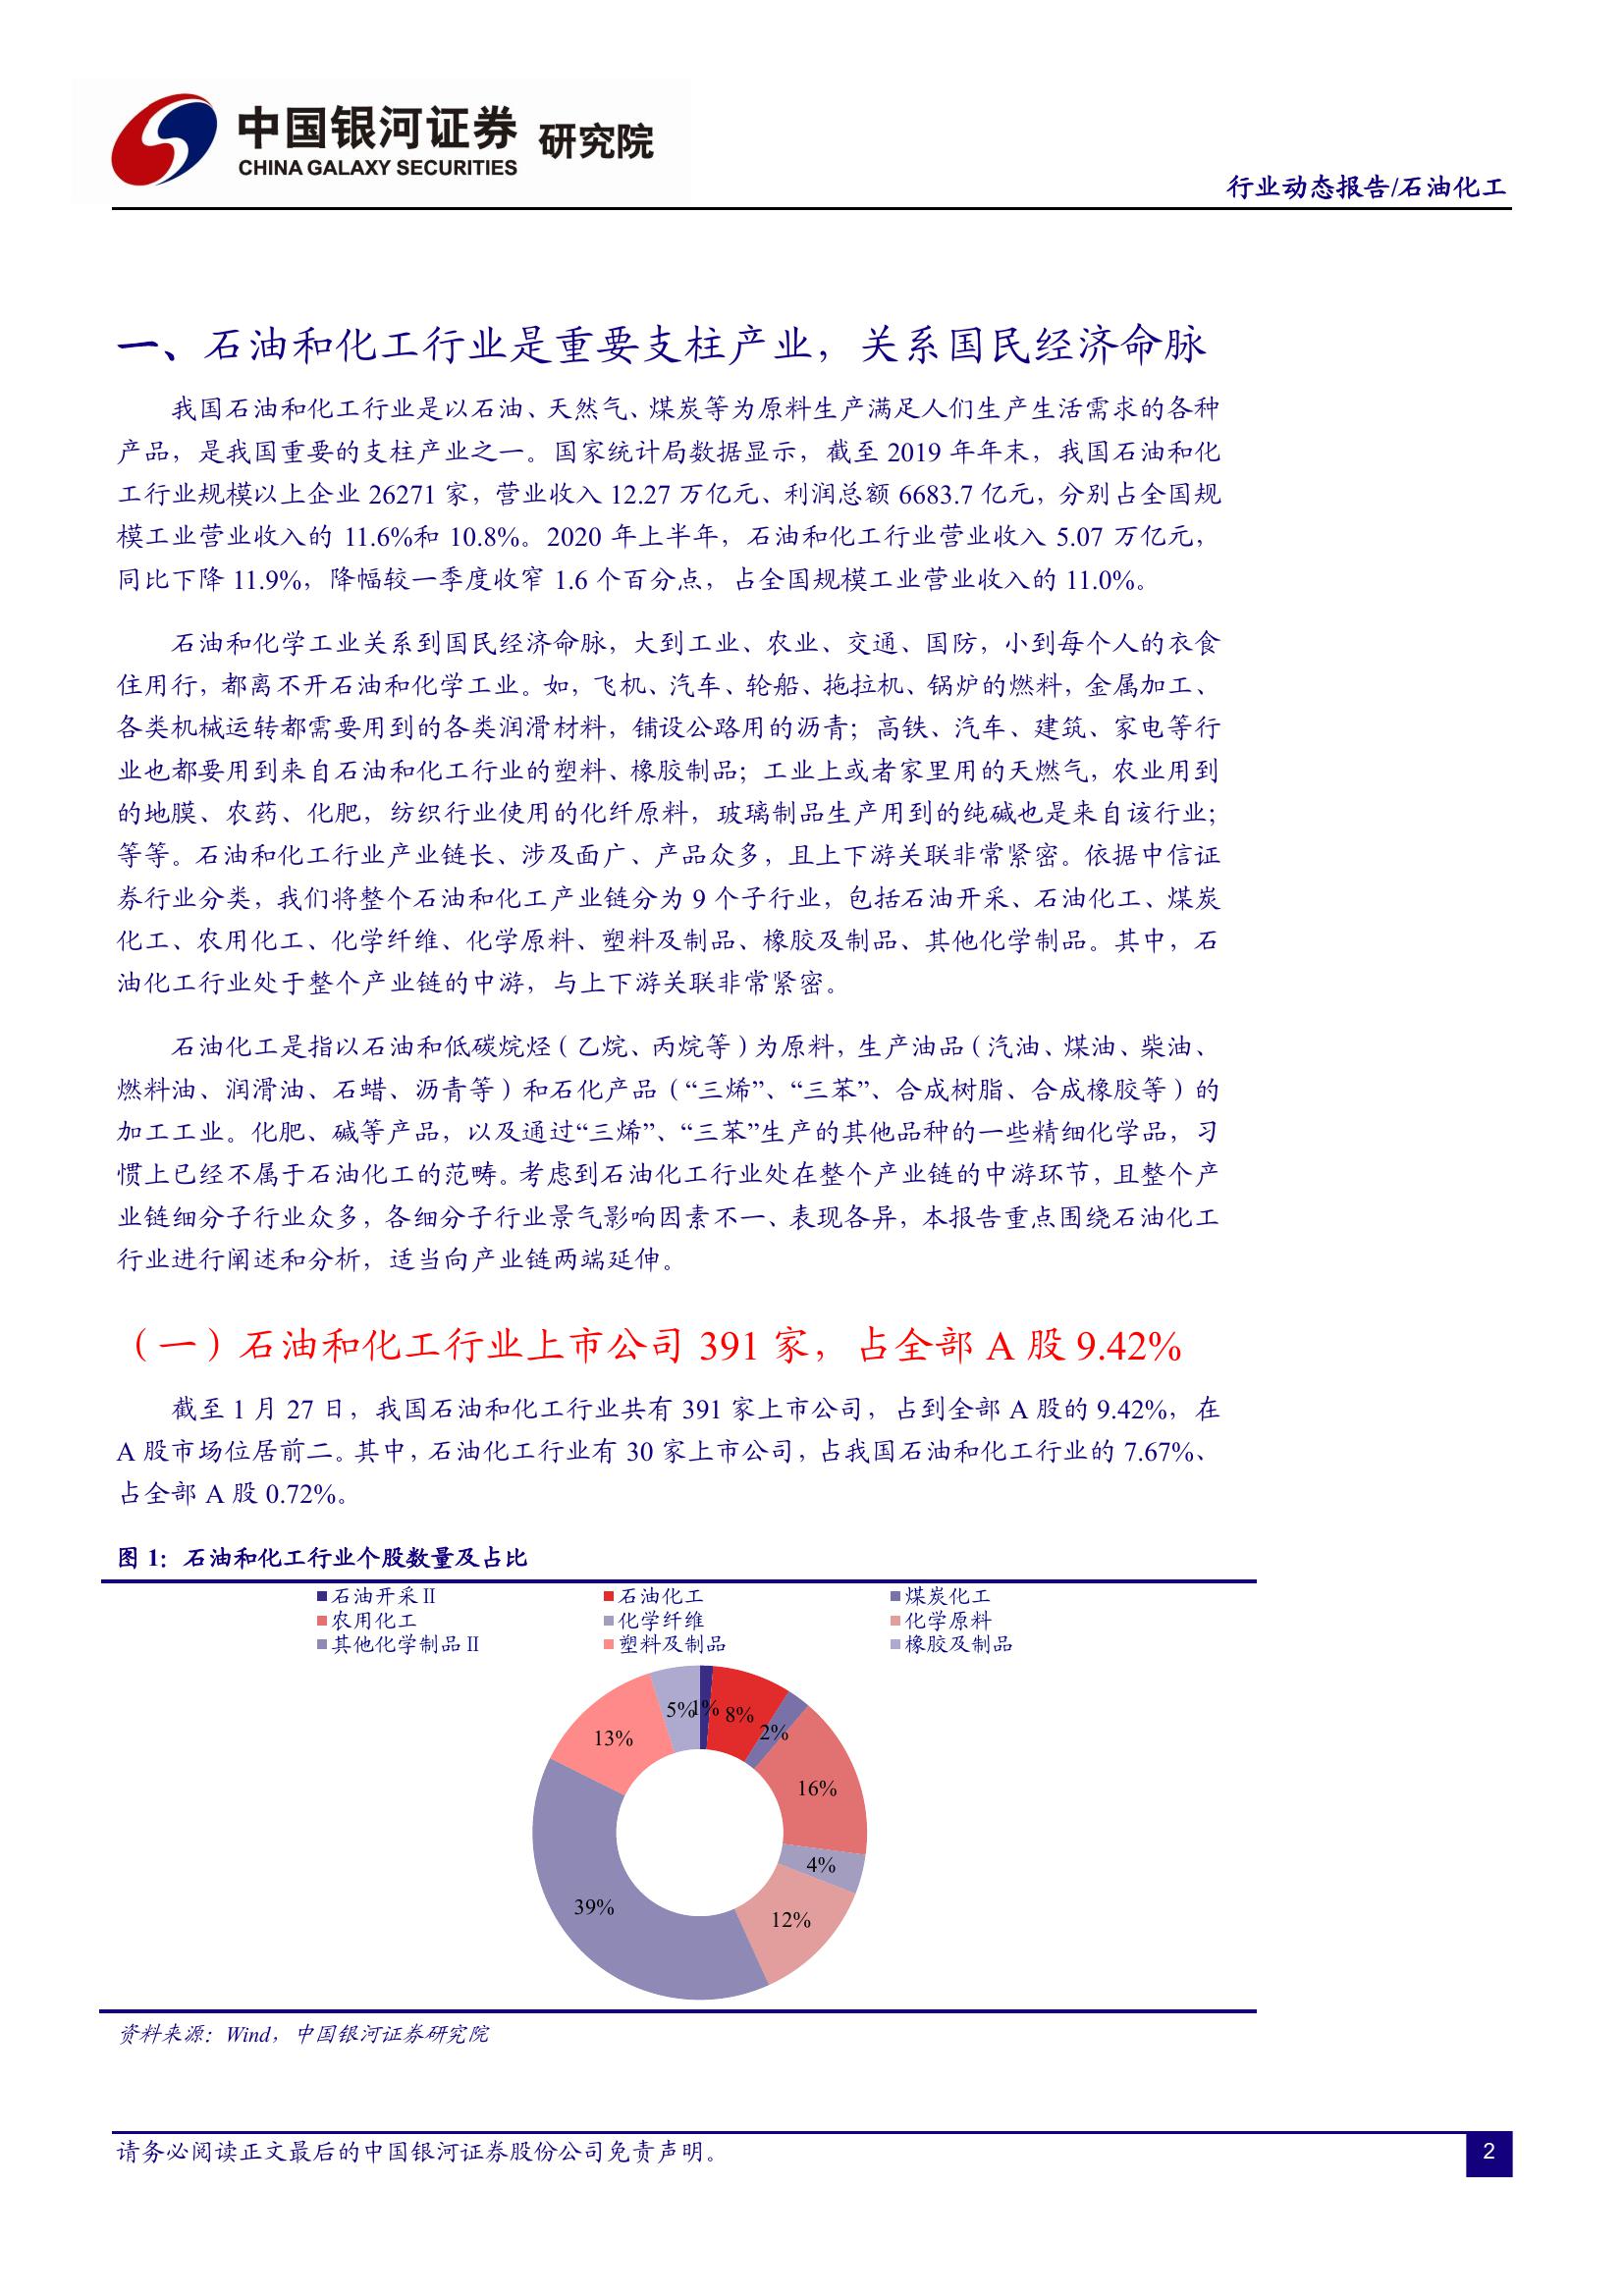 中国银河证券 研究院
CHINA GALAXY SECURITIES
行业动态报告/石油化工
一、石油和化工行业是重要支柱产业，关系国民经济命脉
我国石油和化工行业是以石油、天然气、煤炭等为原料生产满足人们生产生活需求的各种
产品，是我国重要的支柱产业之一。国家统计局数据显示，截至 2019 年年末，我国石油和化
工行业规模以上企业 26271 家，营业收入 12.27 万亿元、利润总额 6683.7 亿元，分别占全国规
模工业营业收入的 11.6%和 10.8%。2020 年上半年，石油和化工行业营业收入 5.07 万亿元，
同比下降 11.9%，降幅较一季度收窄 1.6 个百分点，占全国规模工业营业收入的 11.0%。
石油和化学工业关系到国民经济命脉，大到工业、农业、交通、国防，小到每个人的衣食
住用行，都离不开石油和化学工业。如，飞机、汽车、轮船、拖拉机、锅炉的燃料，金属加工、
各类机械运转都需要用到的各类润滑材料，铺设公路用的沥青；高铁、汽车、建筑、家电等行
业也都要用到来自石油和化工行业的塑料、橡胶制品；工业上或者家里用的天燃气，农业用到
的地膜、农药、化肥，纺织行业使用的化纤原料，玻璃制品生产用到的纯碱也是来自该行业；
等等。石油和化工行业产业链长、涉及面广、产品众多，且上下游关联非常紧密。依据中信证
券行业分类，我们将整个石油和化工产业链分为 9 个子行业，包括石油开采、石油化工、煤炭
化工、农用化工、化学纤维、化学原料、塑料及制品、橡胶及制品、其他化学制品。其中，石
油化工行业处于整个产业链的中游，与上下游关联非常紧密。
石油化工是指以石油和低碳烷烃（乙烷、丙烷等）为原料，生产油品（汽油、煤油、柴油、
燃料油、润滑油、石蜡、沥青等）和石化产品（“三烯”、“三苯”、合成树脂、合成橡胶等）的
加工工业。化肥、碱等产品，以及通过“三烯”、“三苯”生产的其他品种的一些精细化学品，习
惯上已经不属于石油化工的范畴。考虑到石油化工行业处在整个产业链的中游环节，且整个产
业链细分子行业众多，各细分子行业景气影响因素不一、表现各异，本报告重点围绕石油化工
行业进行阐述和分析，适当向产业链两端延伸。
（一）石油和化工行业上市公司 391 家，占全部 A 股 9.42%
截至 1 月 27 日，我国石油和化工行业共有 391 家上市公司，占到全部 A 股的 9.42%，在
A 股市场位居前二。其中，石油化工行业有 30 家上市公司，占我国石油和化工行业的 7.67%、
占全部 A 股 0.72%。
图 1：石油和化工行业个股数量及占比
石油开采Ⅱ 石油化工 煤炭化工
农用化工 化学纤维 化学原料
其他化学制品Ⅱ 塑料及制品 橡胶及制品
5% 1% 8%
2%
13%
16%
4%
39%
12%
资料来源：Wind，中国银河证券研究院
请务必阅读正文最后的中国银河证券股份公司免责声明。
2